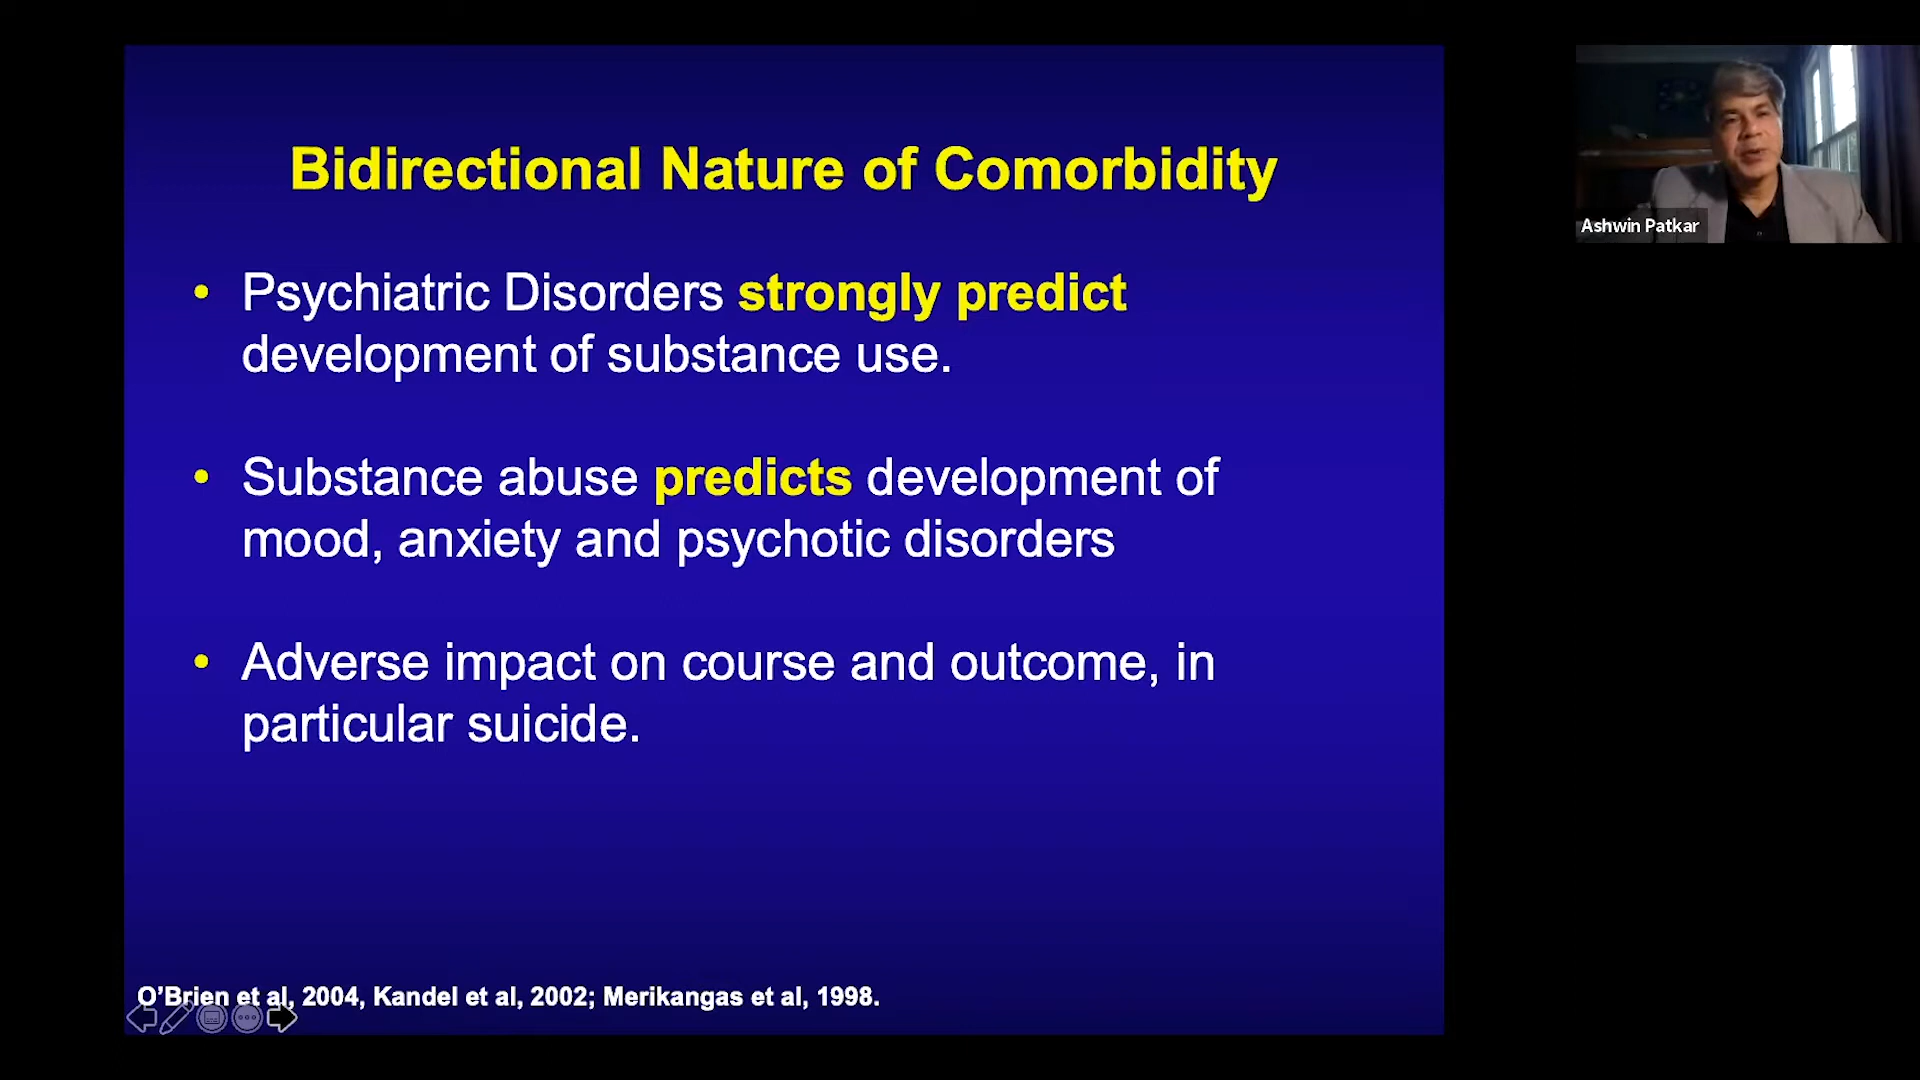 Bidirectional Nature of Comorbidity
• Psychiatric Disorders strongly predict
development of substance use.
• Substance abuse predicts development of
mood, anxiety and psychotic disorders
• Adverse impact on course and outcome, in
particular suicide.
O’Brien et al, 2004, Kandel et al, 2002; Merikangas et al, 1998.
Ashwin Patkar